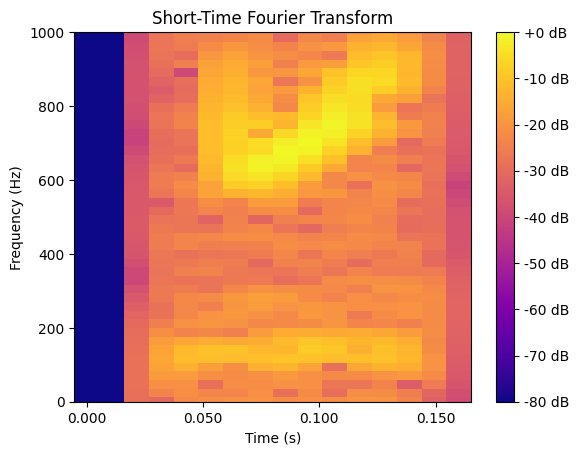 Short-Time Fourier Transform
1000
800
600
400
200
0
Frequency (Hz)
0.000
0.050
0.100
0.150
Time (s)
+0 dB
-10 dB
-20 dB
-30 dB
-40 dB
-50 dB
-60 dB
-70 dB
-80 dB